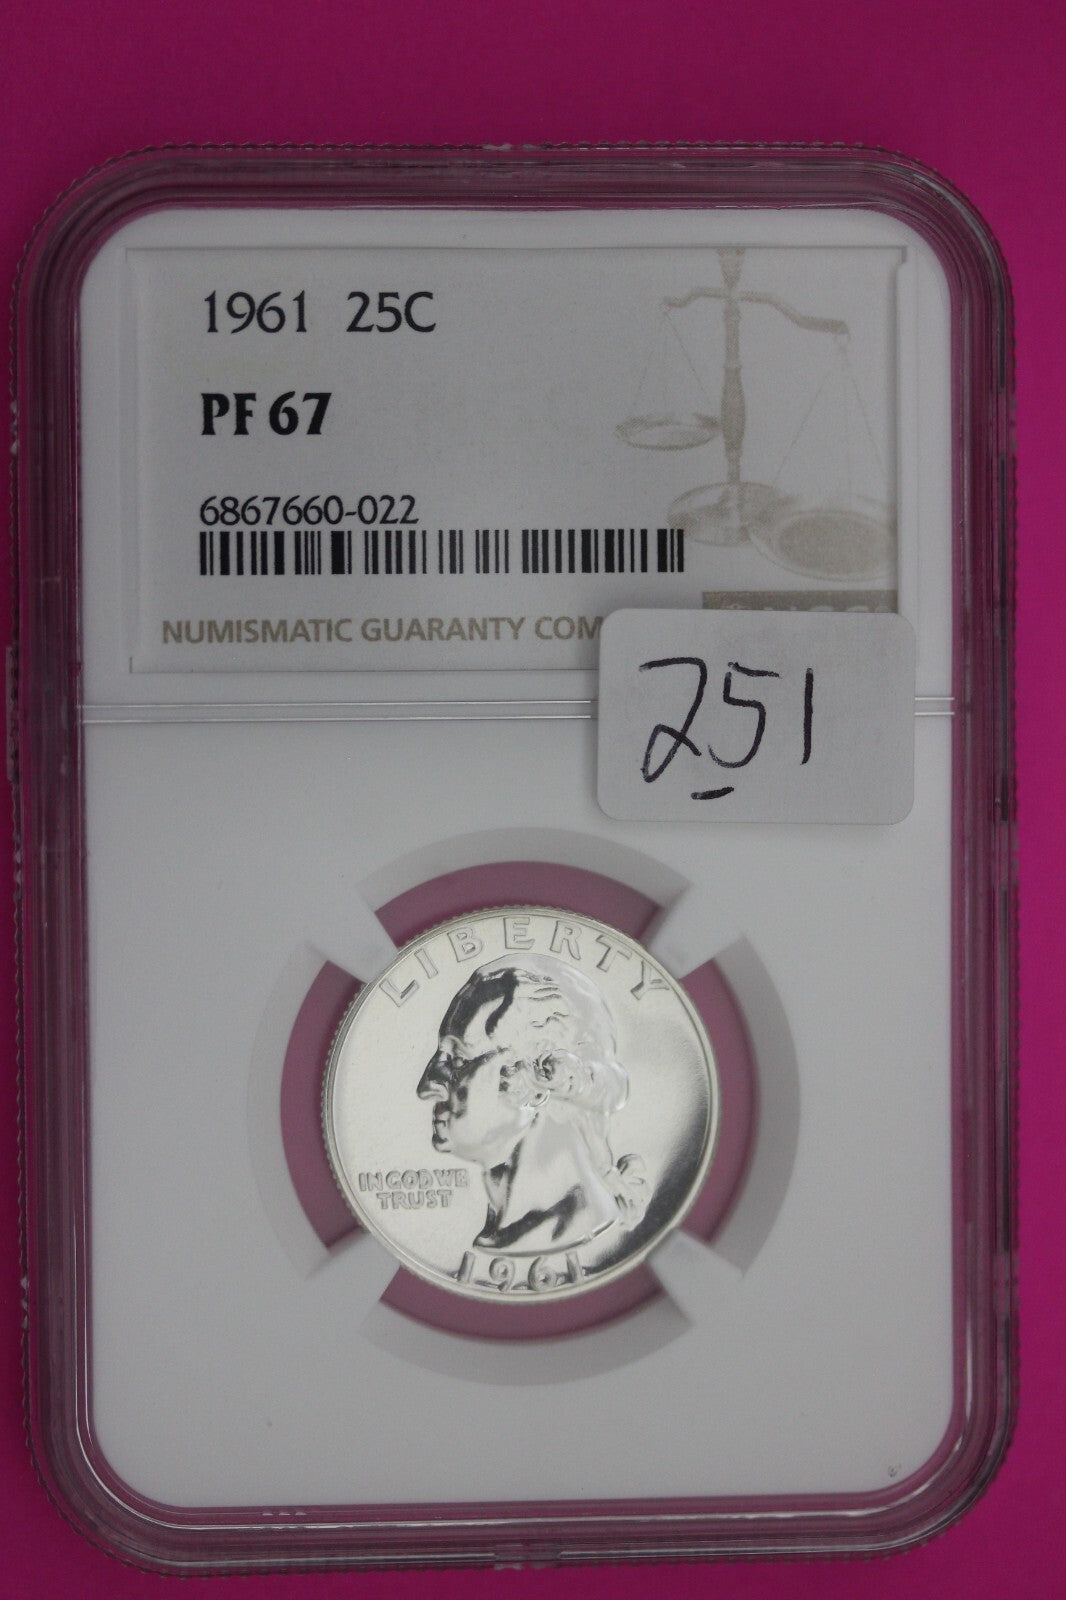 1961 25C
PF 67
6867660-022
NUMISMATIC GUARANTY COM
251
LIBERTY
IN GOD WE
TRUST
1961